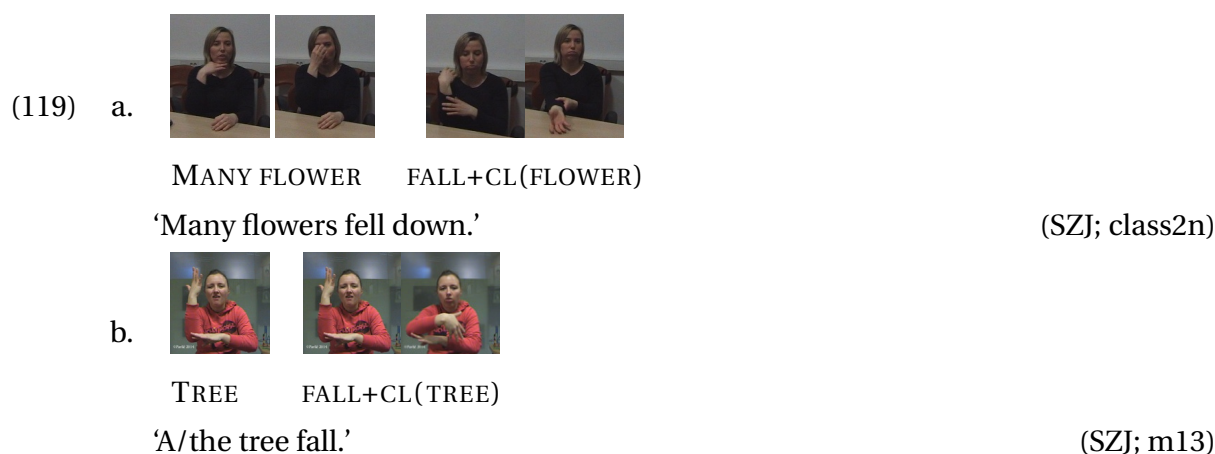 (119) a.
MANY FLOWER FALL+CL(FLOWER)
‘Many flowers fell down.’ (SZJ; class2n)
b.
TREE FALL+CL(TREE)
‘A/the tree fall.’ (SZJ; m13)